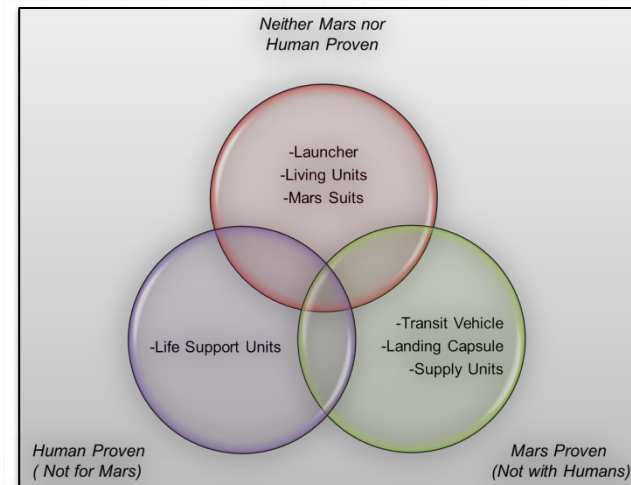 Neither Mars nor
Human Proven
-Launcher
-Living Units
-Mars Suits
-Life Support Units
-Transit Vehicle
-Landing Capsule
-Supply Units
Human Proven
( Not for Mars)
Mars Proven
(Not with Humans)